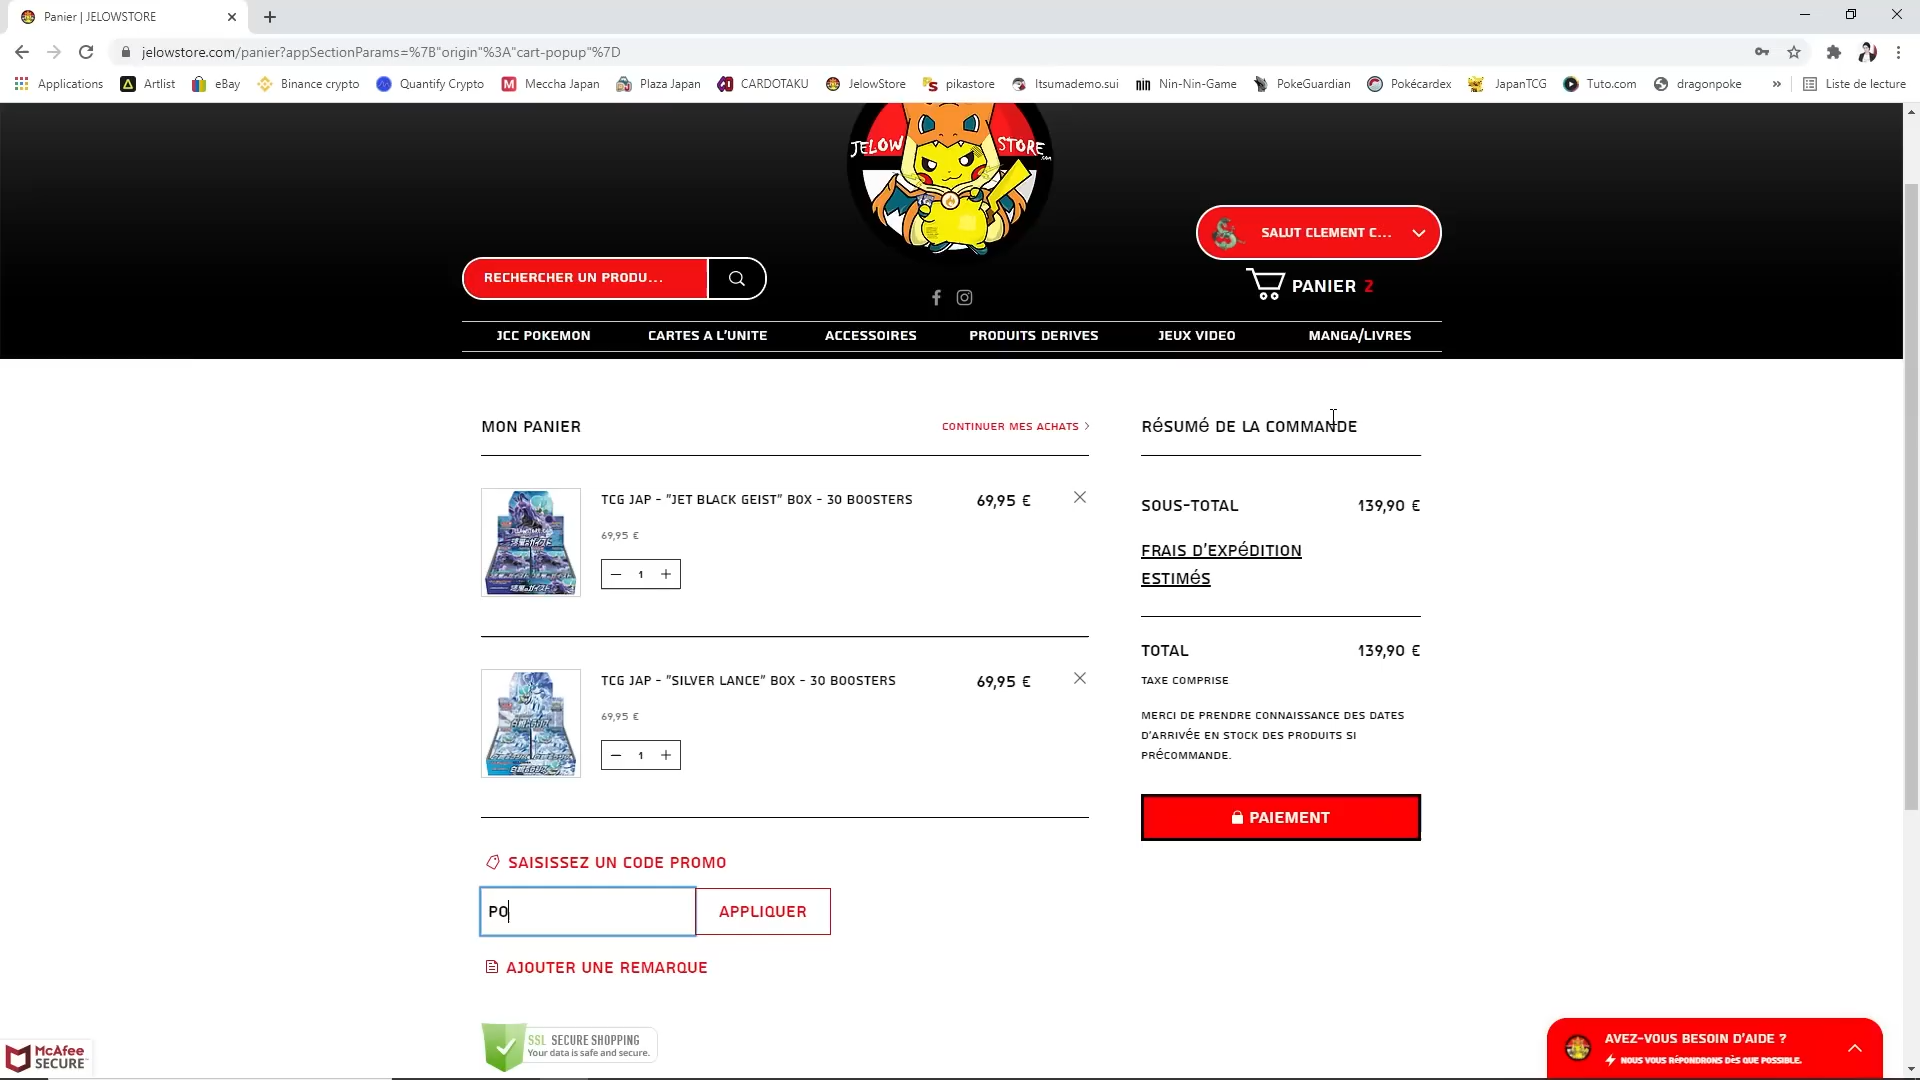 Panier | JELOWSTORE
jelowstore.com/panier?appSectionParams=%7B"origin"%3A"cart-popup"%7D
Applications Artlist eBay Binance crypto Quantify Crypto Meccha Japan Plaza Japan CARDOTAKU JelowStore pikastore Itsumademo.sui Nin-Nin-Game PokeGuardian Pokécardex JapanTCG Tuto.com dragonpoke » Liste de lecture
JELOW STORE
SALUT CLEMENT C...
RECHERCHER UN PRODU...
PANIER 2
JCC POKEMON CARTES A L'UNITE ACCESSOIRES PRODUITS DERIVES JEUX VIDEO MANGA/LIVRES
MON PANIER
CONTINUER MES ACHATS >
TCG JAP - "JET BLACK GEIST" BOX - 30 BOOSTERS
69,95 €
69,95 €
− 1 +
TCG JAP - "SILVER LANCE" BOX - 30 BOOSTERS
69,95 €
69,95 €
− 1 +
SAISISSEZ UN CODE PROMO
PO
APPLIQUER
AJOUTER UNE REMARQUE
RéSUMé DE LA COMMANDE
SOUS-TOTAL 139,90 €
FRAIS D'EXPéDITION
ESTIMéS
TOTAL 139,90 €
TAXE COMPRISE
MERCI DE PRENDRE CONNAISSANCE DES DATES
D'ARRIVéE EN STOCK DES PRODUITS SI
PRéCOMMANDE.
PAIEMENT
SSL SECURE SHOPPING
Your data is safe and secure.
McAfee
SECURE
AVEZ-VOUS BESOIN D'AIDE ?
NOUS VOUS RéPONDRONS DèS QUE POSSIBLE.